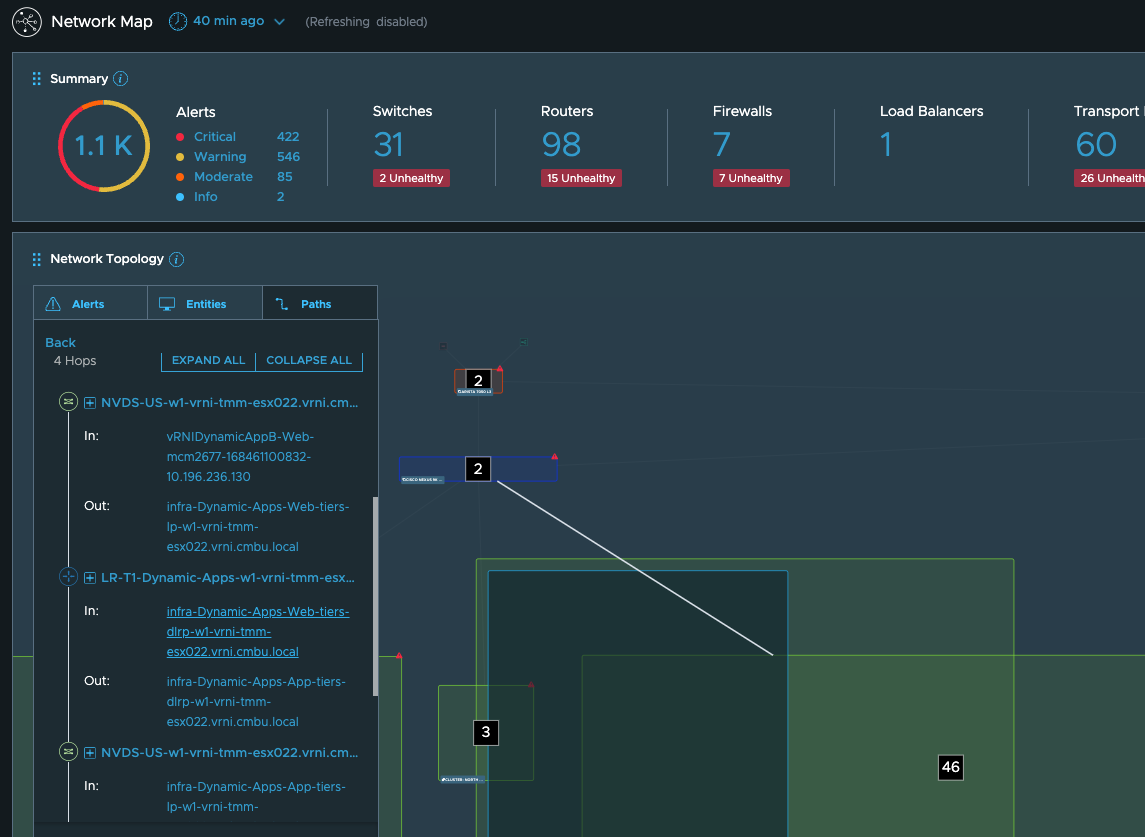 Network Map
40 min ago
(Refreshing disabled)
Summary
1.1 K
Alerts
Critical 422
Warning 546
Moderate 85
Info 2
Switches
31
2 Unhealthy
Routers
98
15 Unhealthy
Firewalls
7
7 Unhealthy
Load Balancers
1
Transport
60
26 Unhealth
Network Topology
Alerts
Entities
Paths
Back
4 Hops
EXPAND ALL
COLLAPSE ALL
NVDS-US-w1-vrni-tmm-esx022.vrni.cm...
In:
vRNIDynamicAppB-Web-
mcm2677-168461100832-
10.196.236.130
Out:
infra-Dynamic-Apps-Web-tiers-
lp-w1-vrni-tmm-
esx022.vrni.cmbu.local
LR-T1-Dynamic-Apps-w1-vrni-tmm-esx...
In:
infra-Dynamic-Apps-Web-tiers-
dlrp-w1-vrni-tmm-
esx022.vrni.cmbu.local
Out:
infra-Dynamic-Apps-App-tiers-
dlrp-w1-vrni-tmm-
esx022.vrni.cmbu.local
NVDS-US-w1-vrni-tmm-esx022.vrni.cm...
In:
infra-Dynamic-Apps-App-tiers-
lp-w1-vrni-tmm-
2
2
CISCO NEXUS
3
CLUSTER-NORTH...
46